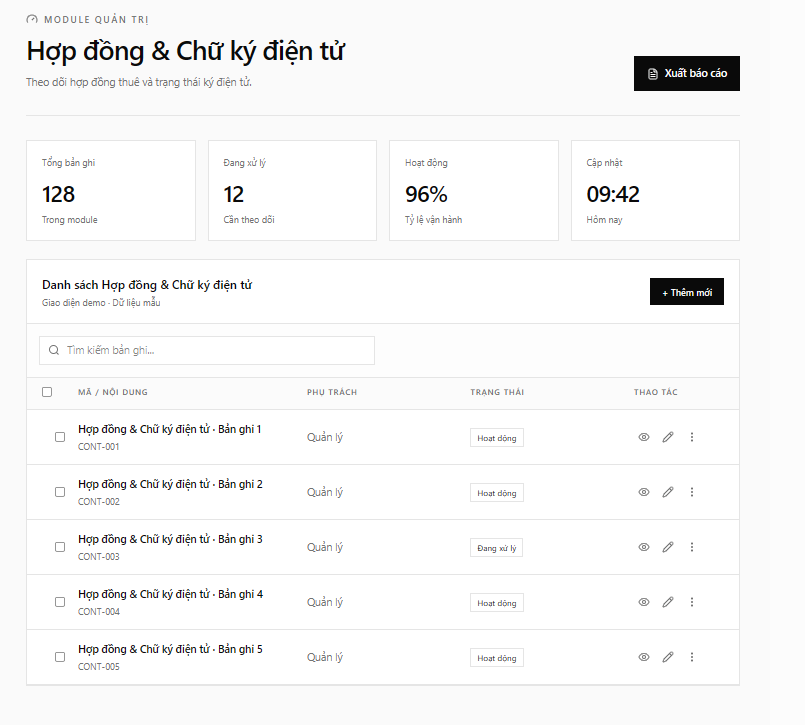 MODULE QUẢN TRỊ
Hợp đồng & Chữ ký điện tử
Theo dõi hợp đồng thuê và trạng thái ký điện tử.
Xuất báo cáo
Tổng bản ghi
128
Trong module
Đang xử lý
12
Cần theo dõi
Hoạt động
96%
Tỷ lệ vận hành
Cập nhật
09:42
Hôm nay
Danh sách Hợp đồng & Chữ ký điện tử
Giao diện demo · Dữ liệu mẫu
+ Thêm mới
Tìm kiếm bản ghi...
MÃ / NỘI DUNG PHỤ TRÁCH TRẠNG THÁI THAO TÁC
Hợp đồng & Chữ ký điện tử · Bản ghi 1
CONT-001
Quản lý
Hoạt động
Hợp đồng & Chữ ký điện tử · Bản ghi 2
CONT-002
Quản lý
Hoạt động
Hợp đồng & Chữ ký điện tử · Bản ghi 3
CONT-003
Quản lý
Đang xử lý
Hợp đồng & Chữ ký điện tử · Bản ghi 4
CONT-004
Quản lý
Hoạt động
Hợp đồng & Chữ ký điện tử · Bản ghi 5
CONT-005
Quản lý
Hoạt động